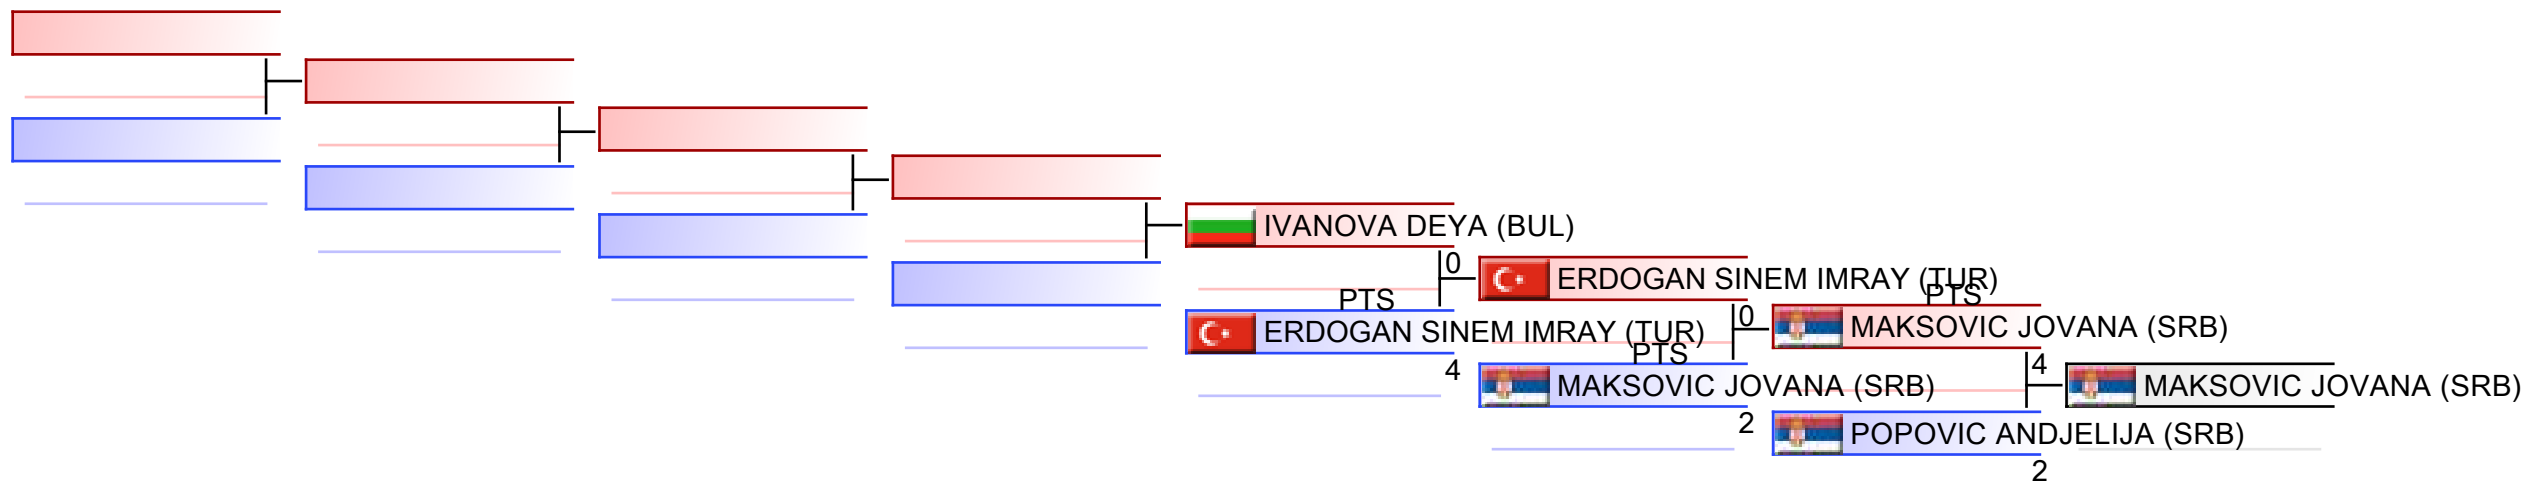 IVANOVA DEYA (BUL)
0
PTS
ERDOGAN SINEM IMRAY (TUR)
4
ERDOGAN SINEM IMRAY (TUR)
0
PTS
MAKSOVIC JOVANA (SRB)
2
PTS
MAKSOVIC JOVANA (SRB)
4
POPOVIC ANDJELIJA (SRB)
2
MAKSOVIC JOVANA (SRB)